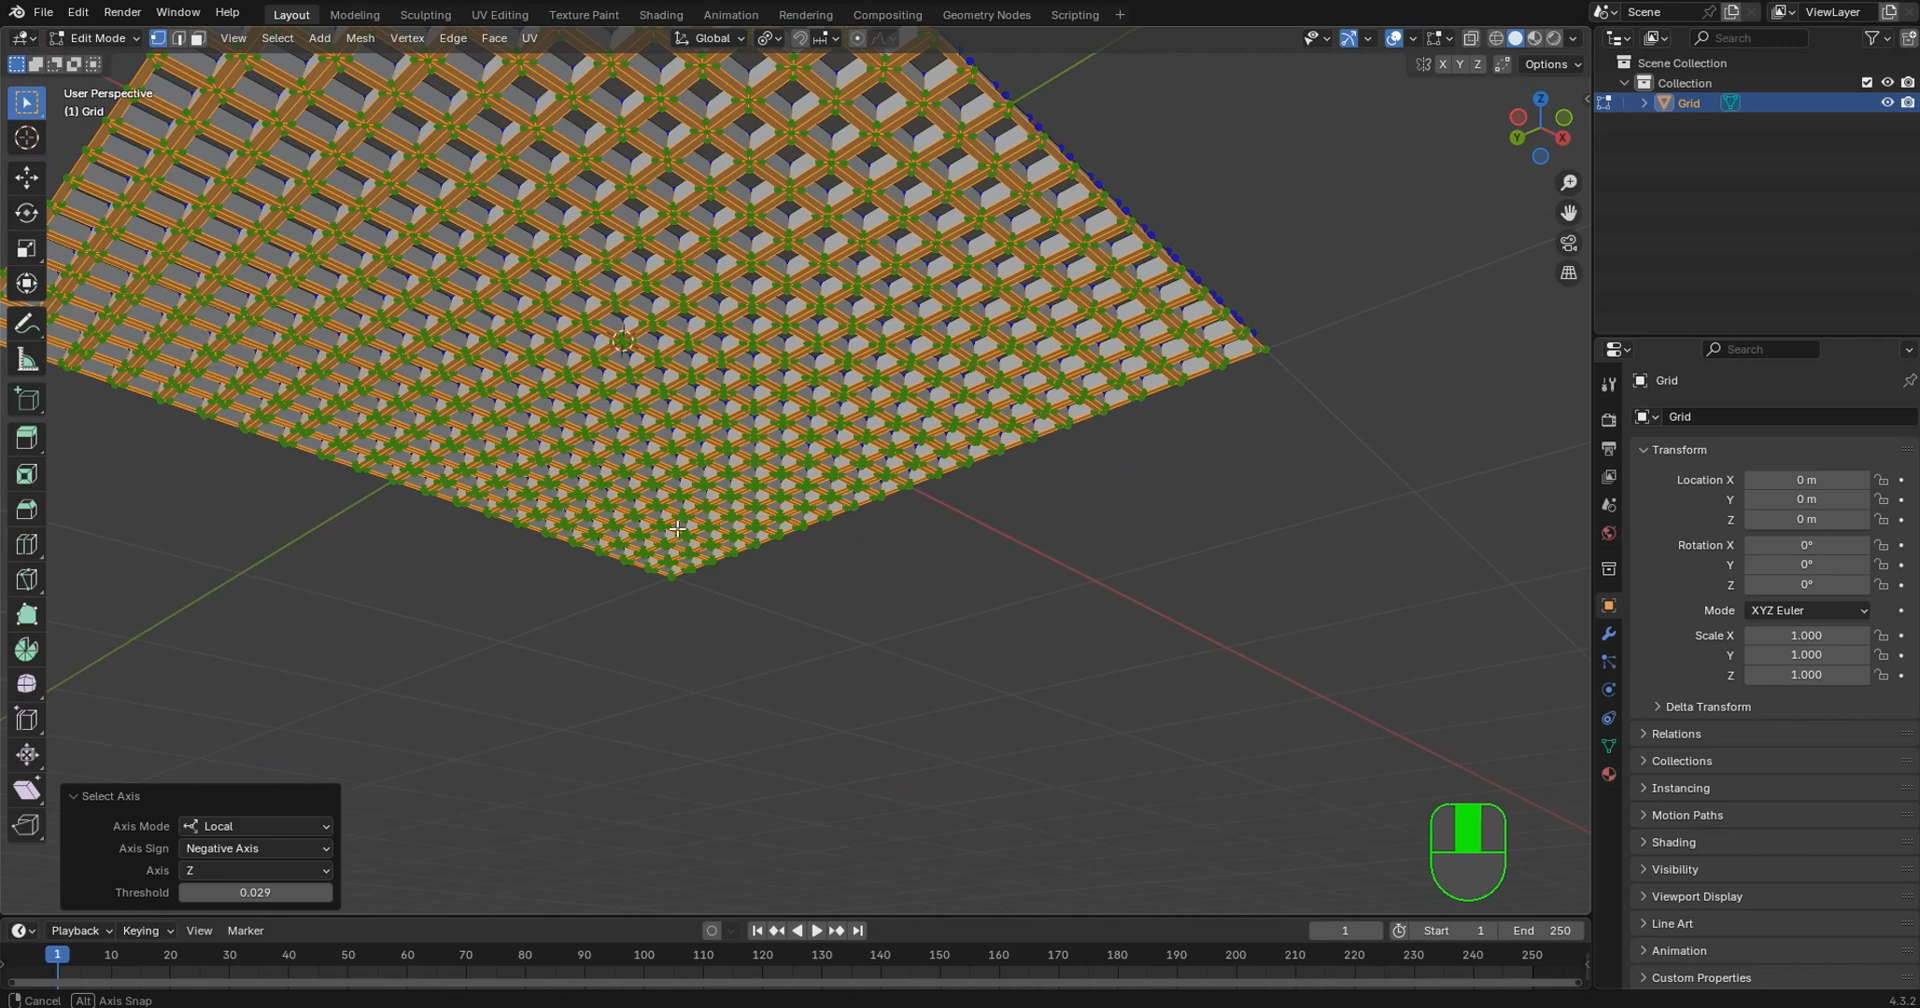 File Edit Render Window Help Layout Modeling Sculpting UV Editing Texture Paint Shading Animation Rendering Compositing Geometry Nodes Scripting + Scene ViewLayer
Edit Mode View Select Add Mesh Vertex Edge Face UV Global Search
X Y Z Options
Scene Collection
Collection
Grid
User Perspective
(1) Grid
Z
Y X
Search
Grid
Grid
Transform
Location X 0 m
Y 0 m
Z 0 m
Rotation X 0°
Y 0°
Z 0°
Mode XYZ Euler
Scale X 1.000
Y 1.000
Z 1.000
Delta Transform
Relations
Collections
Instancing
Motion Paths
Shading
Visibility
Viewport Display
Line Art
Animation
Custom Properties
Select Axis
Axis Mode Local
Axis Sign Negative Axis
Axis Z
Threshold 0.029
Playback Keying View Marker 1 Start 1 End 250
1 10 20 30 40 50 60 70 80 90 100 110 120 130 140 150 160 170 180 190 200 210 220 230 240 250
Cancel Alt Axis Snap 4.3.2